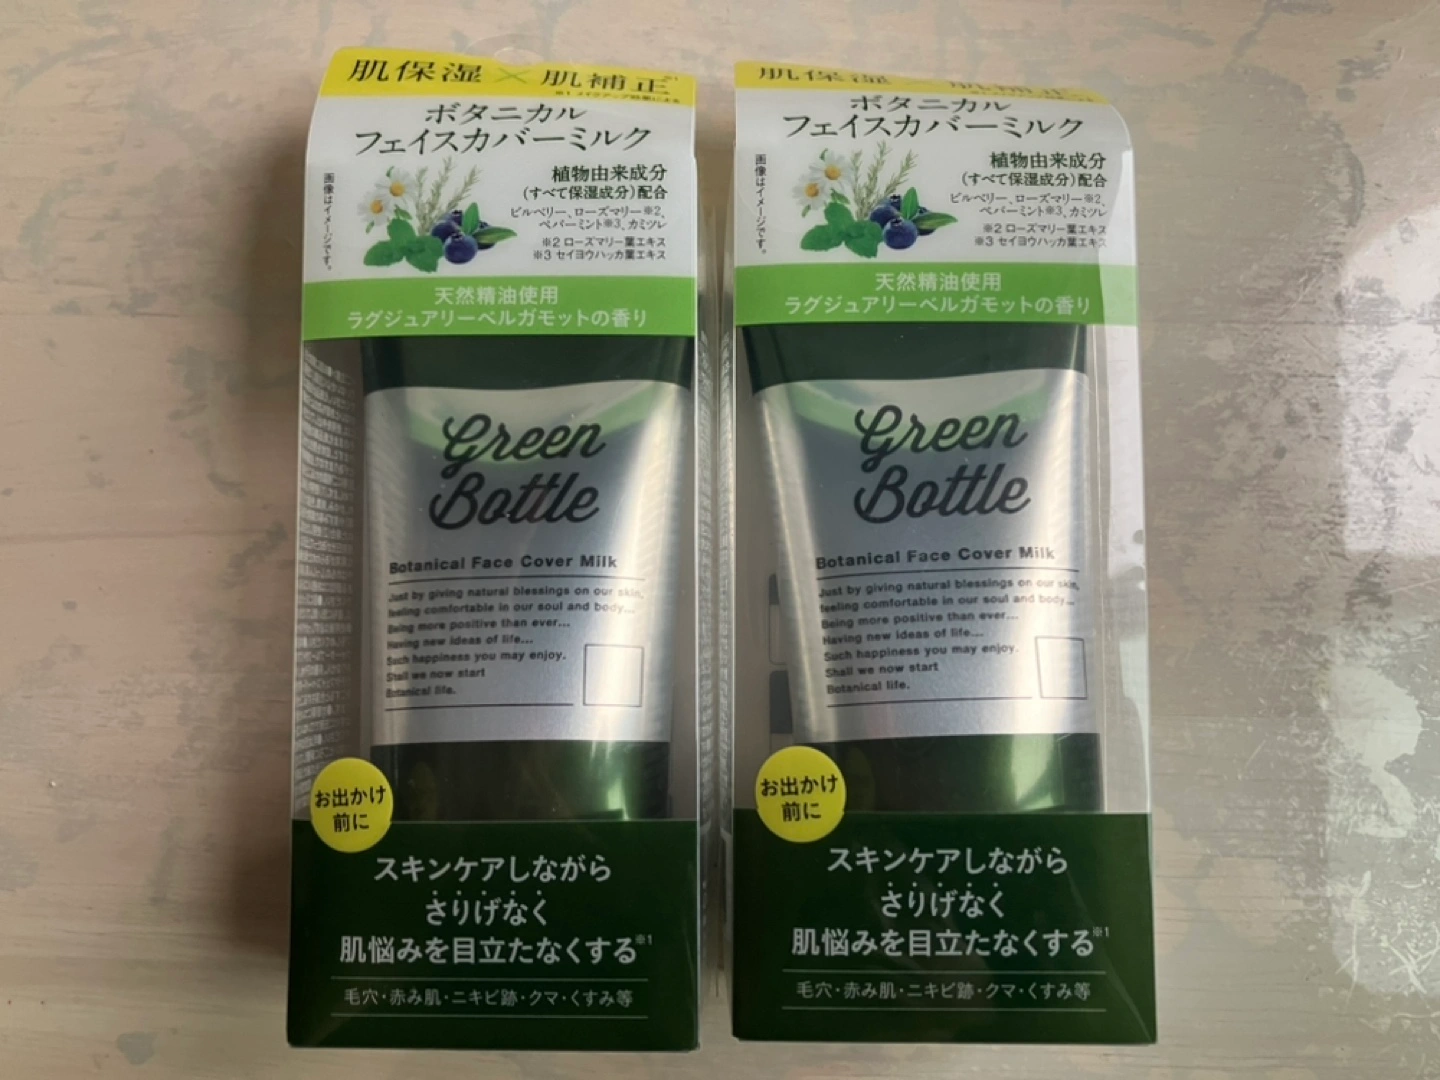 肌保湿×肌補正※1
※1 メイクアップ効果による
ボタニカル
フェイスカバーミルク
画像はイメージです。
植物由来成分
(すべて保湿成分)配合
ビルベリー、ローズマリー※2、
ペパーミント※3、カミツレ
※2 ローズマリー葉エキス
※3 セイヨウハッカ葉エキス
天然精油使用
ラグジュアリーベルガモットの香り
Green
Bottle
Botanical Face Cover Milk
Just by giving natural blessings on our skin,
feeling comfortable in our soul and body...
Being more positive than ever...
Having new ideas of life...
Such happiness you may enjoy.
Shall we now start
Botanical life.
お出かけ
前に
スキンケアしながら
さりげなく
肌悩みを目立たなくする※1
毛穴・赤み肌・ニキビ跡・クマ・くすみ等
肌保湿
ボタニカル
フェイスカバーミルク
画像はイメージです。
植物由来成分
(すべて保湿成分)配合
ビルベリー、ローズマリー※2、
ペパーミント※3、カミツレ
※2 ローズマリー葉エキス
※3 セイヨウハッカ葉エキス
天然精油使用
ラグジュアリーベルガモットの香り
Green
Bottle
Botanical Face Cover Milk
Just by giving natural blessings on our skin,
feeling comfortable in our soul and body...
Being more positive than ever...
Having new ideas of life...
Such happiness you may enjoy.
Shall we now start
Botanical life.
お出かけ
前に
スキンケアしながら
さりげなく
肌悩みを目立たなくする※1
毛穴・赤み肌・ニキビ跡・クマ・くすみ等